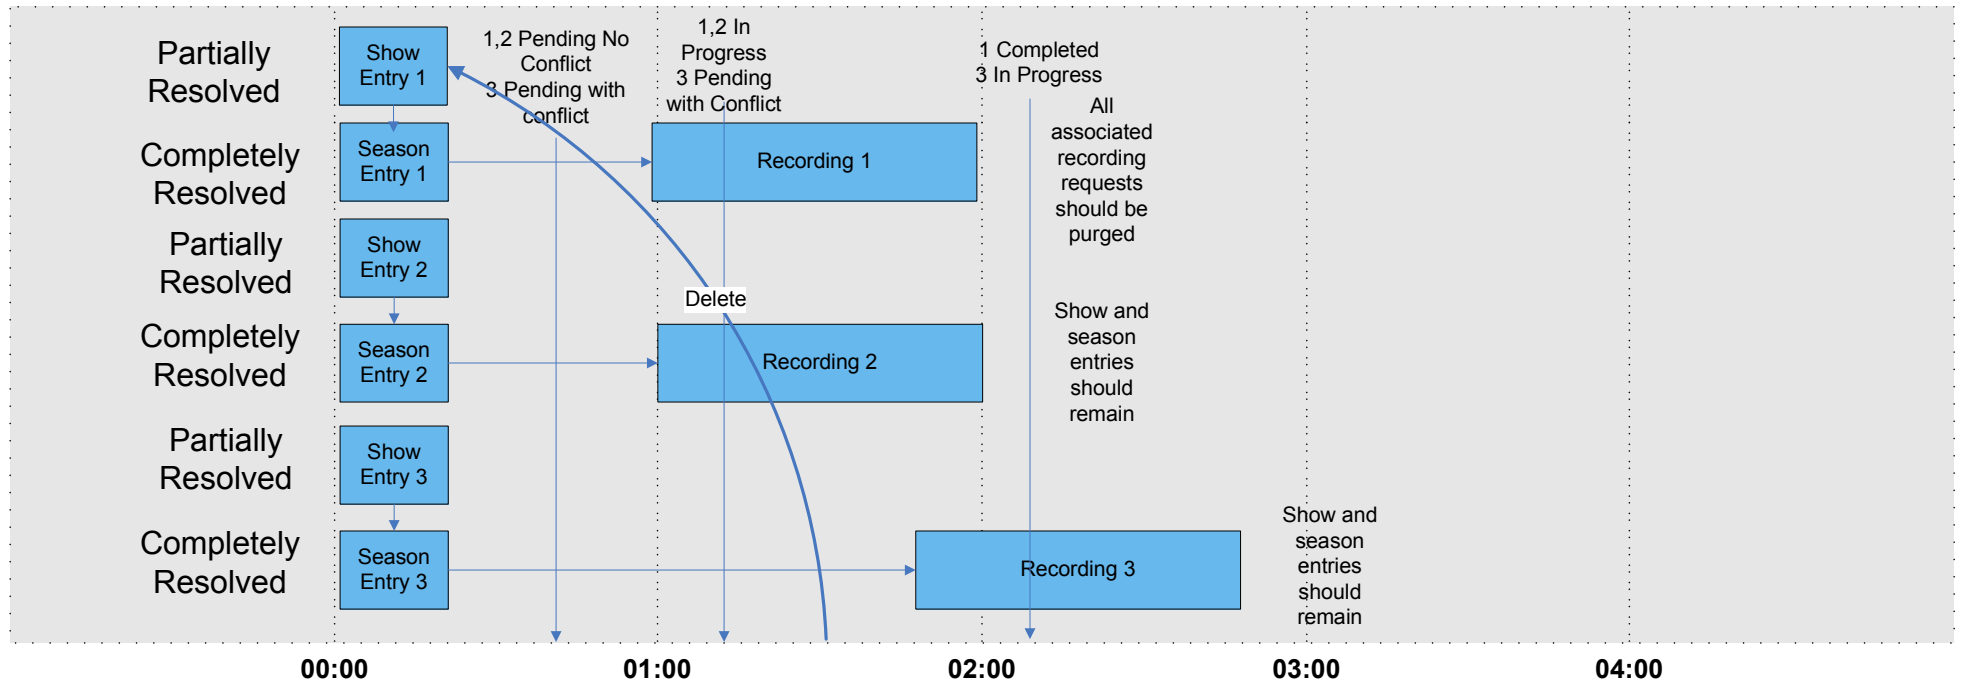 Partially
Resolved
Show
Entry 1
1,2 Pending No
Conflict
3 Pending with
conflict
1,2 In
Progress
3 Pending
with Conflict
1 Completed
3 In Progress
All
associated
recording
requests
should be
purged
Completely
Resolved
Season
Entry 1
Recording 1
Partially
Resolved
Show
Entry 2
Delete
Completely
Resolved
Season
Entry 2
Recording 2
Show and
season
entries
should
remain
Partially
Resolved
Show
Entry 3
Completely
Resolved
Season
Entry 3
Recording 3
Show and
season
entries
should
remain
00:00
01:00
02:00
03:00
04:00